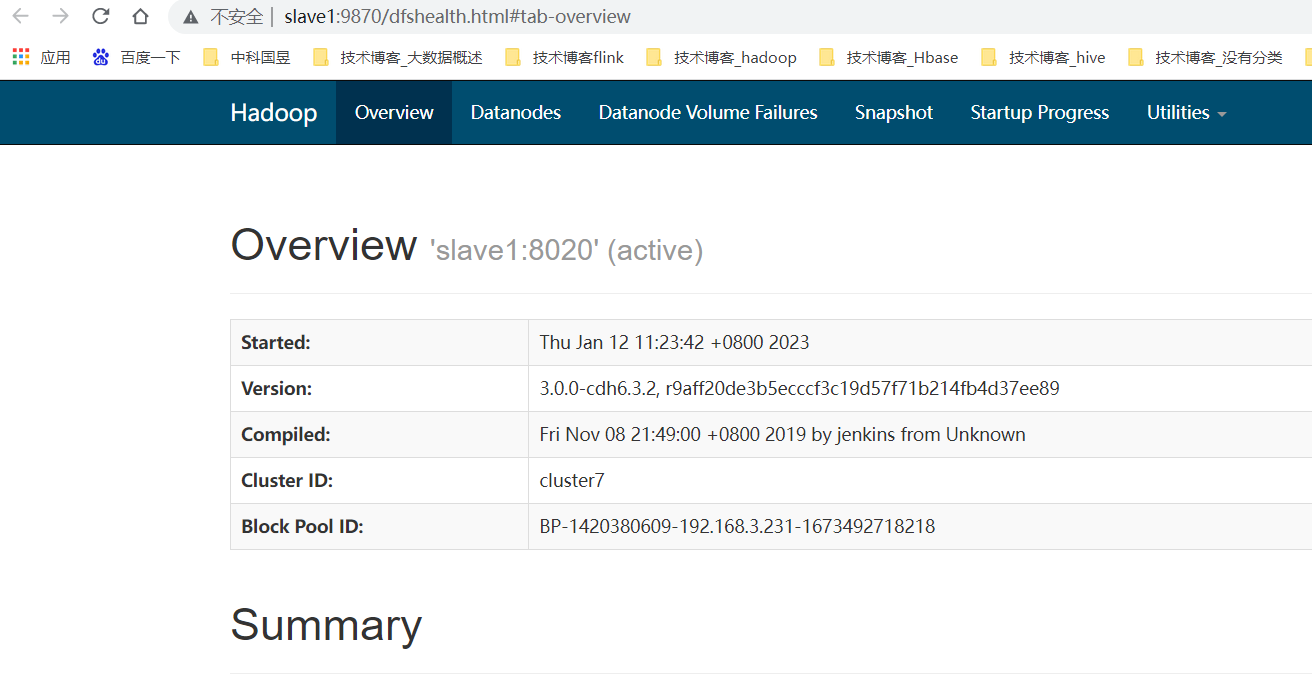 不安全 | slave1:9870/dfshealth.html#tab-overview
应用 百度一下 中科国昱 技术博客_大数据概述 技术博客flink 技术博客_hadoop 技术博客_Hbase 技术博客_hive 技术博客_没有分类
Hadoop Overview Datanodes Datanode Volume Failures Snapshot Startup Progress Utilities
Overview 'slave1:8020' (active)
Started: Thu Jan 12 11:23:42 +0800 2023
Version: 3.0.0-cdh6.3.2, r9aff20de3b5ecccf3c19d57f71b214fb4d37ee89
Compiled: Fri Nov 08 21:49:00 +0800 2019 by jenkins from Unknown
Cluster ID: cluster7
Block Pool ID: BP-1420380609-192.168.3.231-1673492718218
Summary